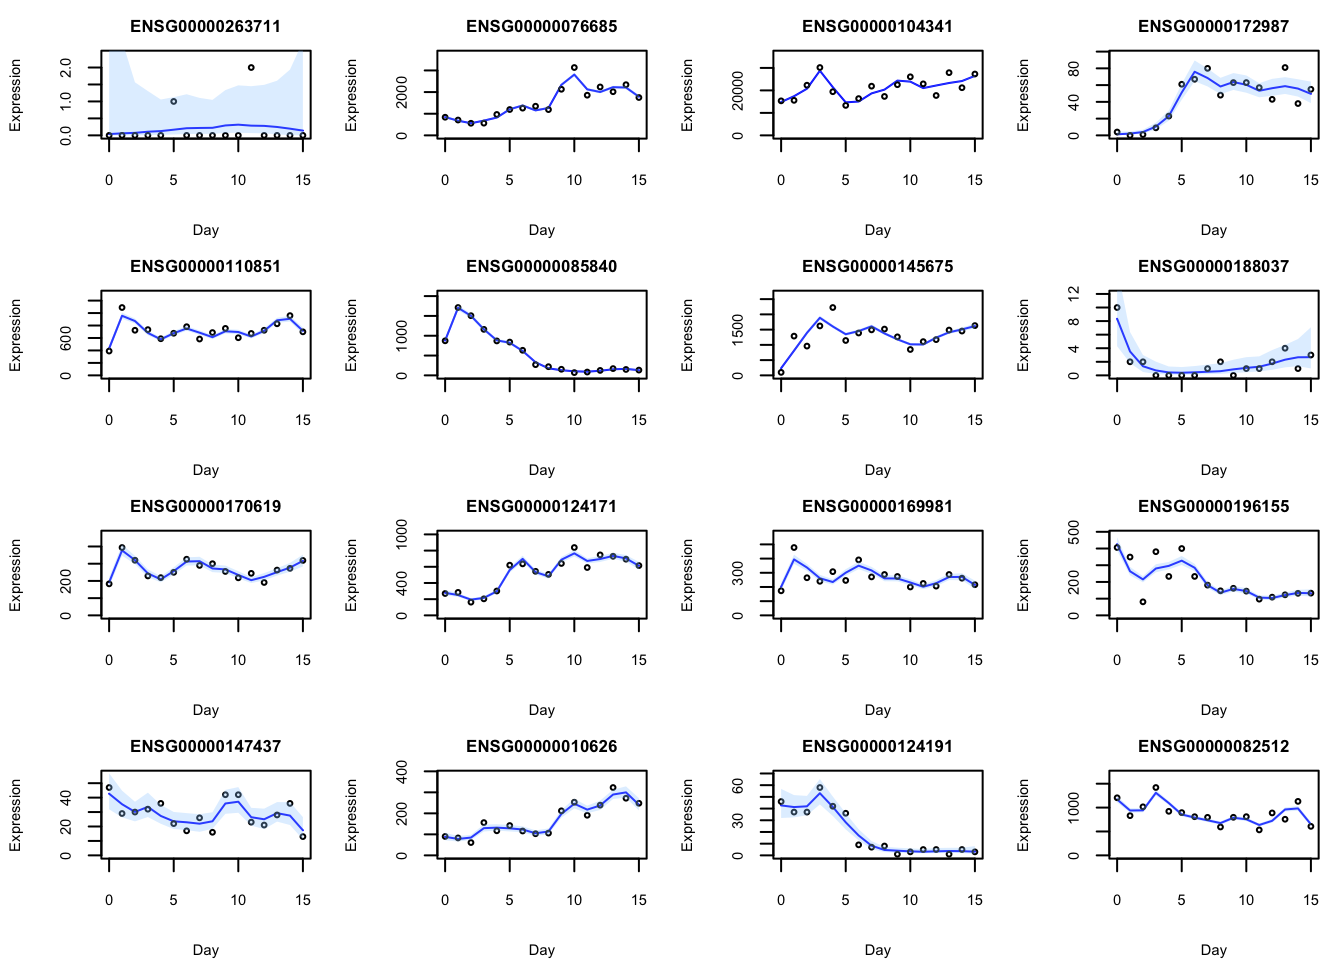 ENSG00000263711 ENSG00000076685 ENSG00000104341 ENSG00000172987
Expression 0.0 1.0 2.0 Expression 0 2000 Expression 0 20000 Expression 0 40 80
0 5 10 15 0 5 10 15 0 5 10 15 0 5 10 15
Day Day Day Day
ENSG00000110851 ENSG00000085840 ENSG00000145675 ENSG00000188037
Expression 0 600 Expression 0 1000 Expression 0 1500 Expression 0 4 8 12
0 5 10 15 0 5 10 15 0 5 10 15 0 5 10 15
Day Day Day Day
ENSG00000170619 ENSG00000124171 ENSG00000169981 ENSG00000196155
Expression 0 200 Expression 0 400 1000 Expression 0 300 Expression 0 200 500
0 5 10 15 0 5 10 15 0 5 10 15 0 5 10 15
Day Day Day Day
ENSG00000147437 ENSG00000010626 ENSG00000124191 ENSG00000082512
Expression 0 20 40 Expression 0 200 400 Expression 0 30 60 Expression 0 1000
0 5 10 15 0 5 10 15 0 5 10 15 0 5 10 15
Day Day Day Day